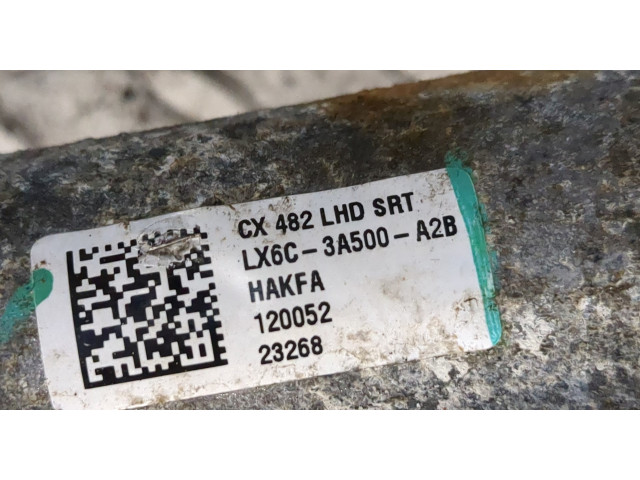 CX 482 LHD SRT
LX6C-3A500-A2B
HAKFA
120052
23268